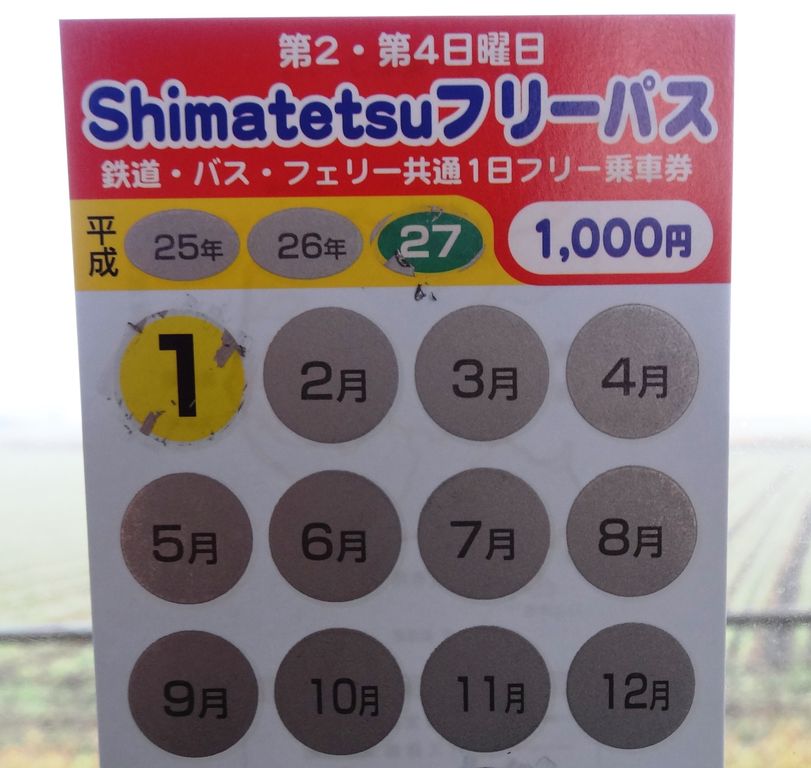 第2・第4日曜日
Shimatetsuフリーパス
鉄道・バス・フェリー共通1日フリー乗車券
平成 25年 26年 27 1,000円
1 2月 3月 4月
5月 6月 7月 8月
9月 10月 11月 12月